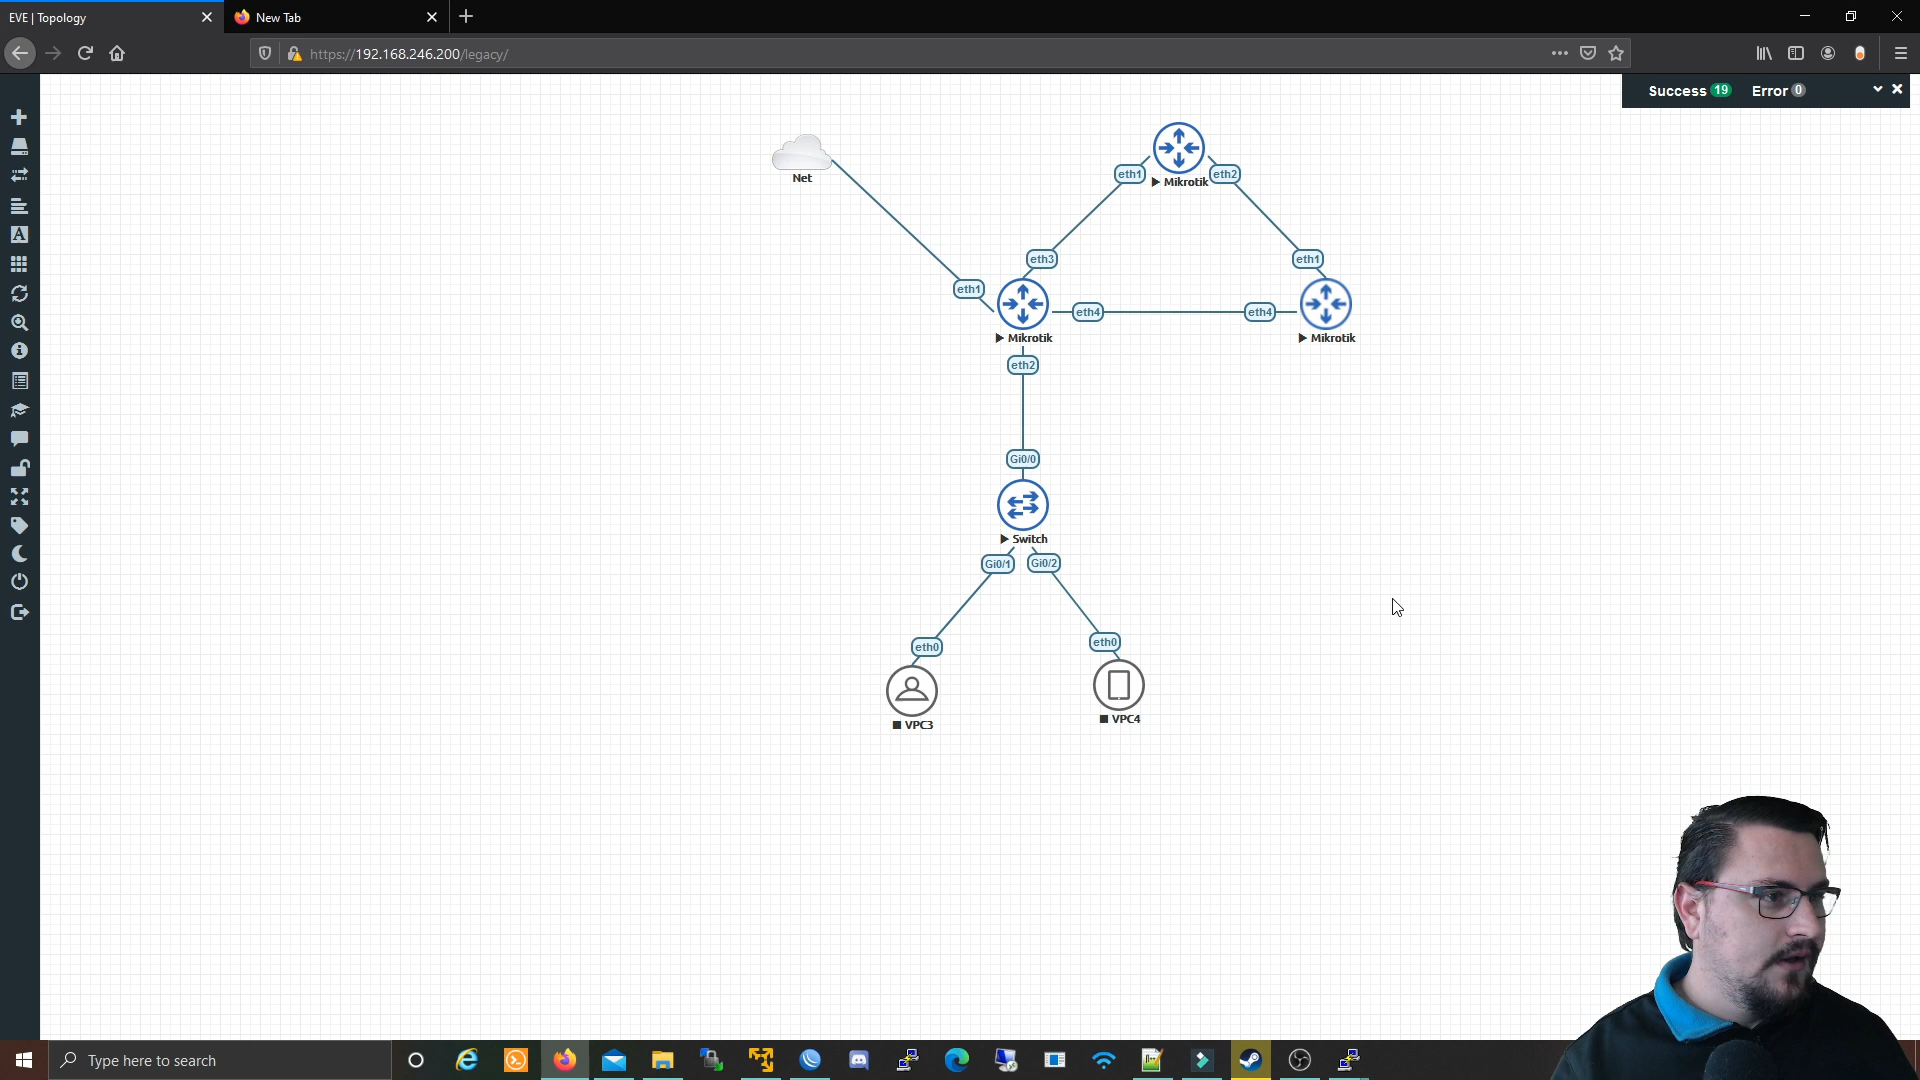 EVE | Topology
New Tab
https://192.168.246.200/legacy/
Success 19 Error 0
Net
eth1
Mikrotik
eth2
eth3
eth1
eth1
eth4
eth4
Mikrotik
Mikrotik
eth2
Gi0/0
Switch
Gi0/1
Gi0/2
eth0
eth0
VPC3
VPC4
Type here to search